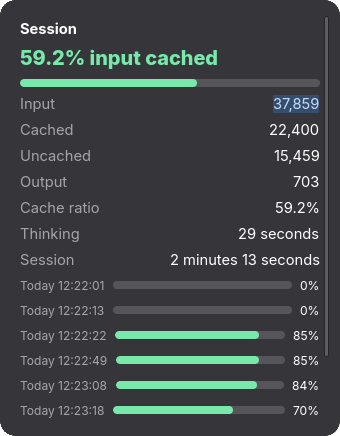 Session
59.2% input cached
Input 37,859
Cached 22,400
Uncached 15,459
Output 703
Cache ratio 59.2%
Thinking 29 seconds
Session 2 minutes 13 seconds
Today 12:22:01 0%
Today 12:22:13 0%
Today 12:22:22 85%
Today 12:22:49 85%
Today 12:23:08 84%
Today 12:23:18 70%